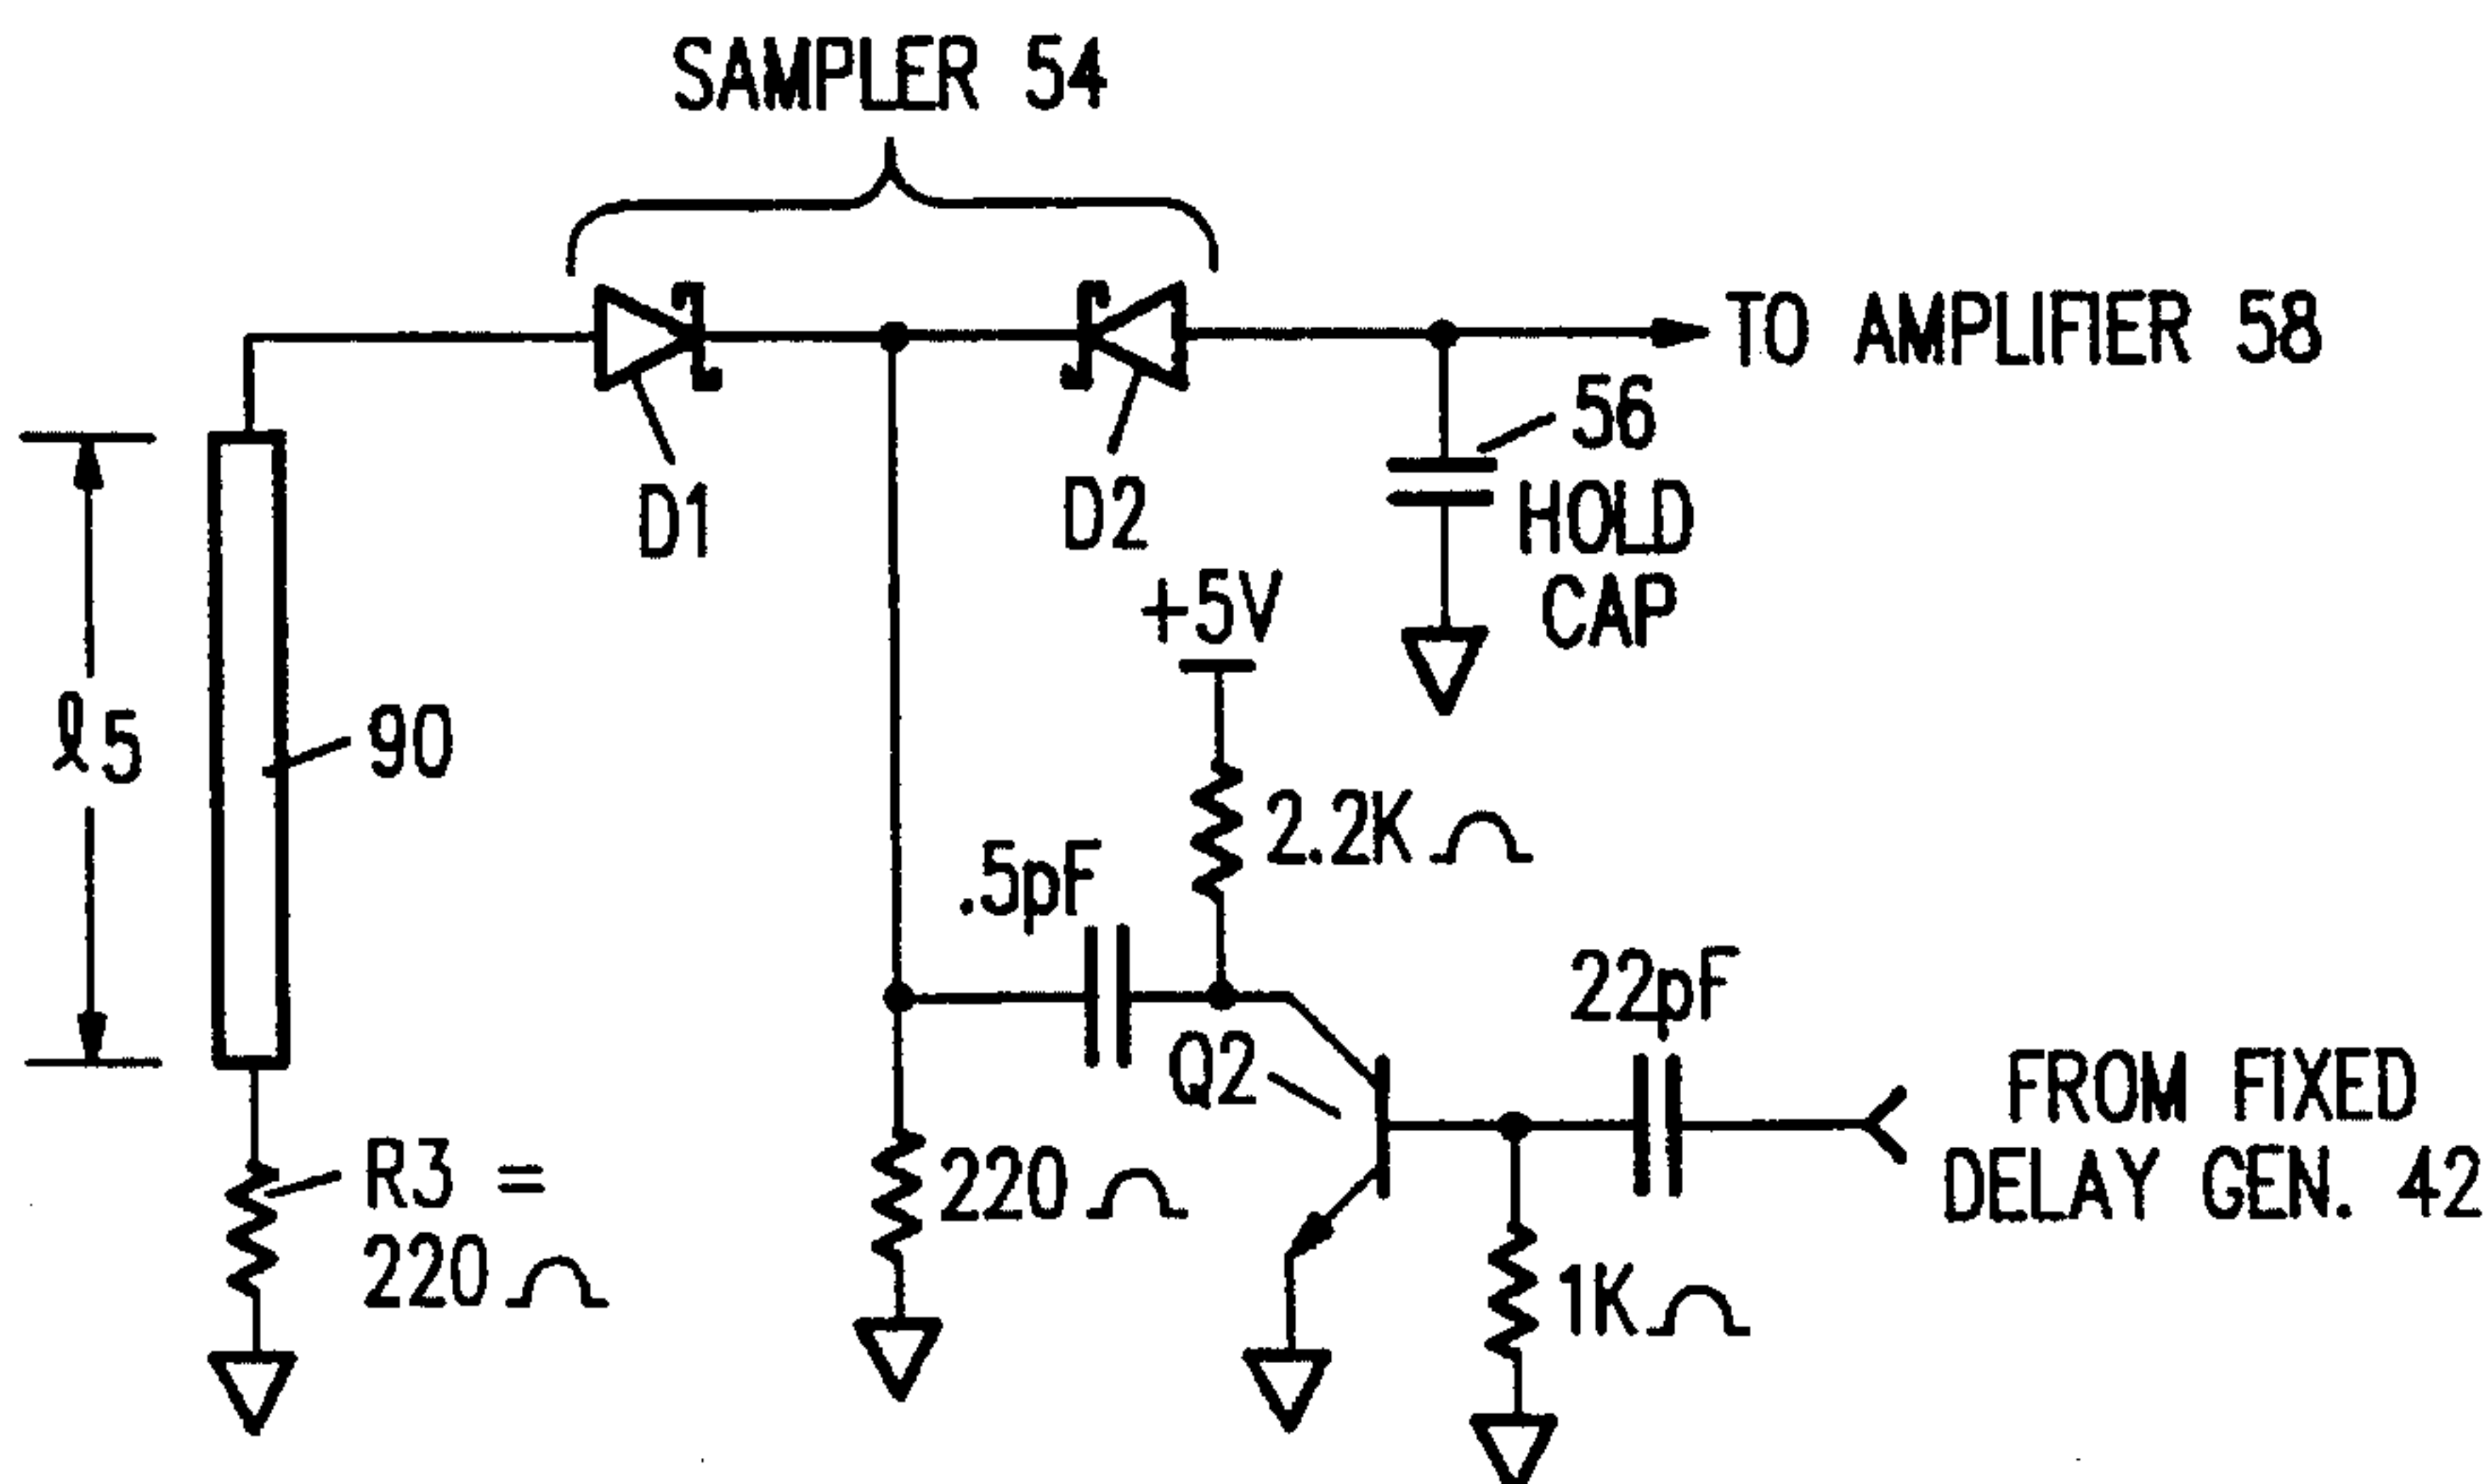 SAMPLER 54
TO AMPLIFIER 58
56
HOLD
CAP
D1
D2
+5V
ℓ5
90
2.2K Ω
.5pF
22pF
Q2
FROM FIXED
DELAY GEN. 42
R3 =
220 Ω
220 Ω
1K Ω